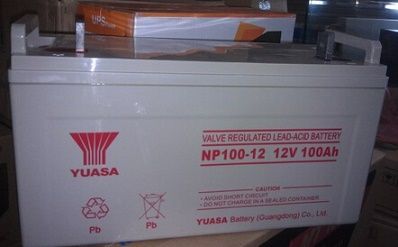 UPS
VALVE REGULATED LEAD-ACID BATTERY
NP100-12 12V 100Ah
YUASA
CAUTION
• AVOID SHORT CIRCUIT
• DO NOT CHARGE IN A SEALED CONTAINER
Pb
Pb
YUASA Battery (Guangdong) Co., Ltd.